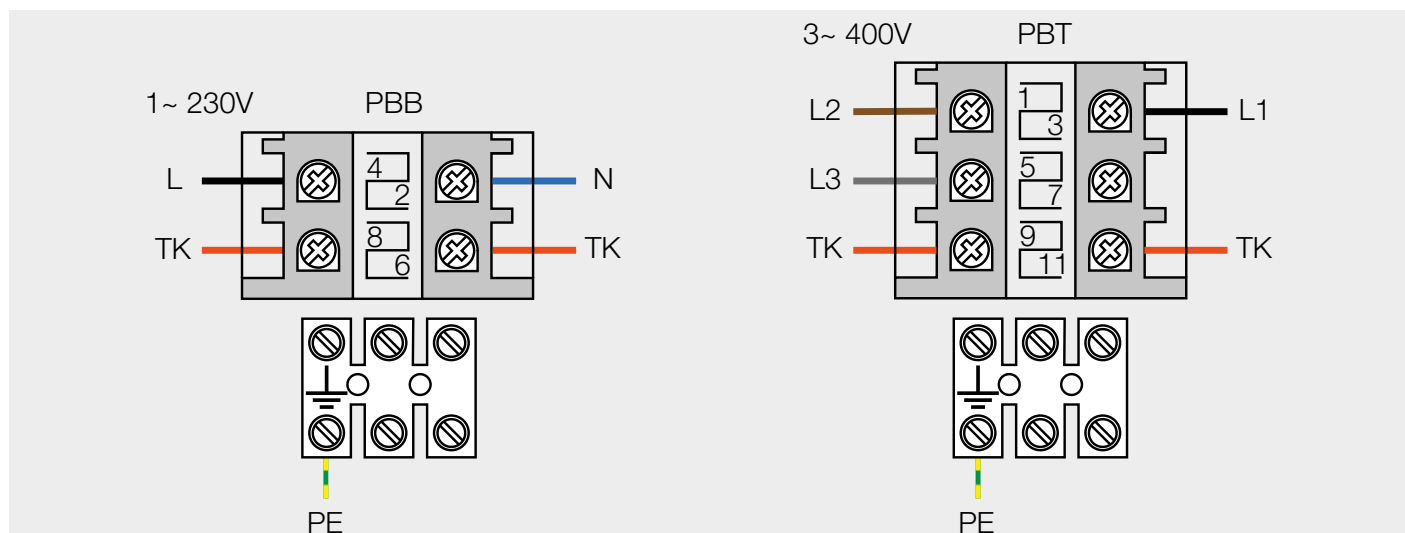 1~ 230V PBB
L 4 2 N
TK 8 6 TK
PE
3~ 400V PBT
L2 1 3 L1
L3 5 7
TK 9 11 TK
PE